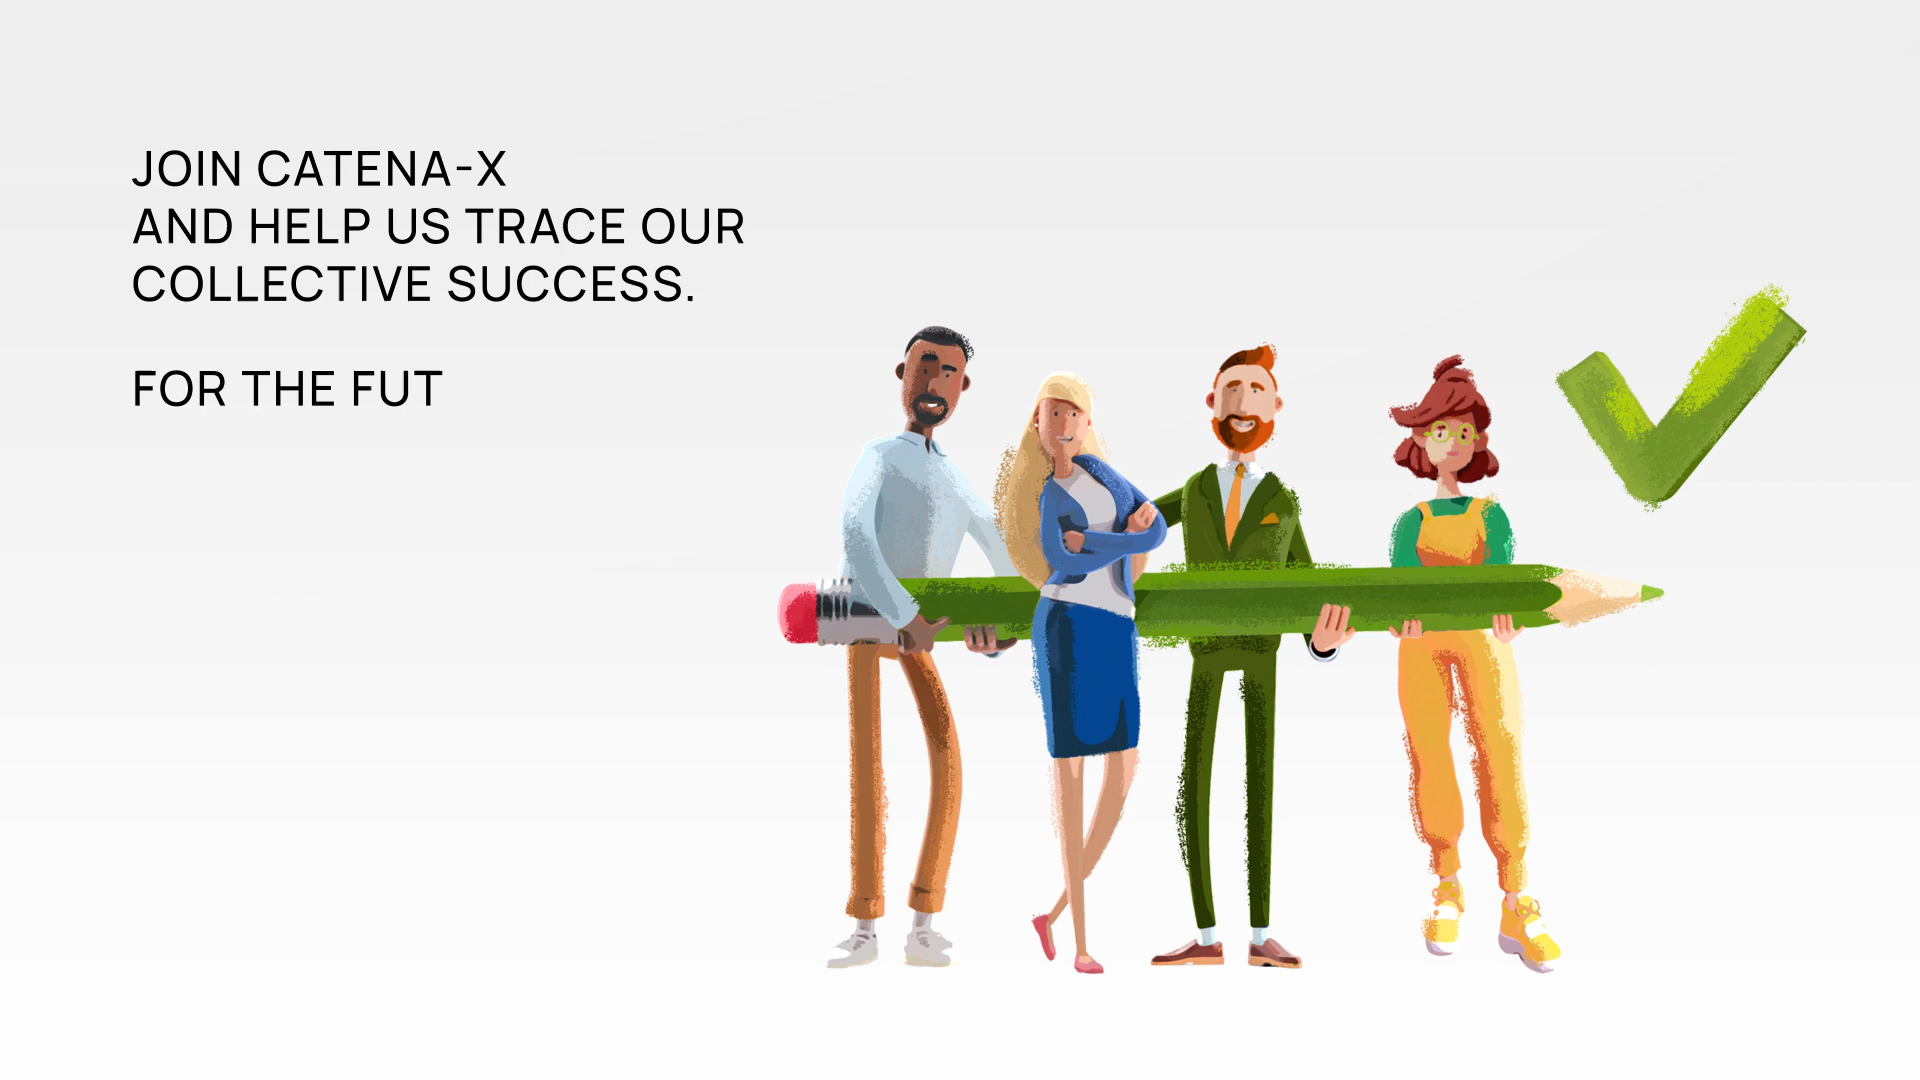 JOIN CATENA-X
AND HELP US TRACE OUR
COLLECTIVE SUCCESS.
FOR THE FUT